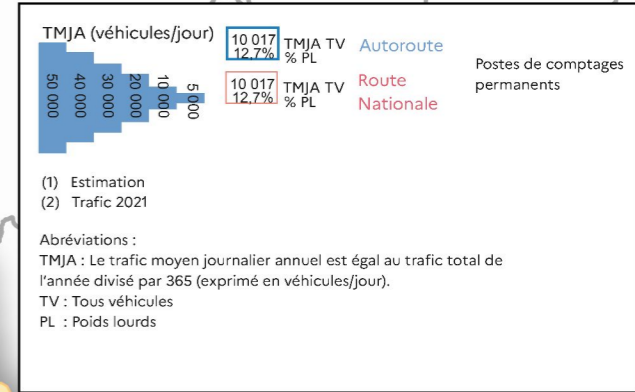 TMJA (véhicules/jour)
50 000
40 000
30 000
20 000
10 000
5 000
10 017 TMJA TV Autoroute
12,7% % PL
10 017 TMJA TV Route
12,7% % PL Nationale
Postes de comptages
permanents
(1) Estimation
(2) Trafic 2021
Abréviations :
TMJA : Le trafic moyen journalier annuel est égal au trafic total de
l'année divisé par 365 (exprimé en véhicules/jour).
TV : Tous véhicules
PL : Poids lourds